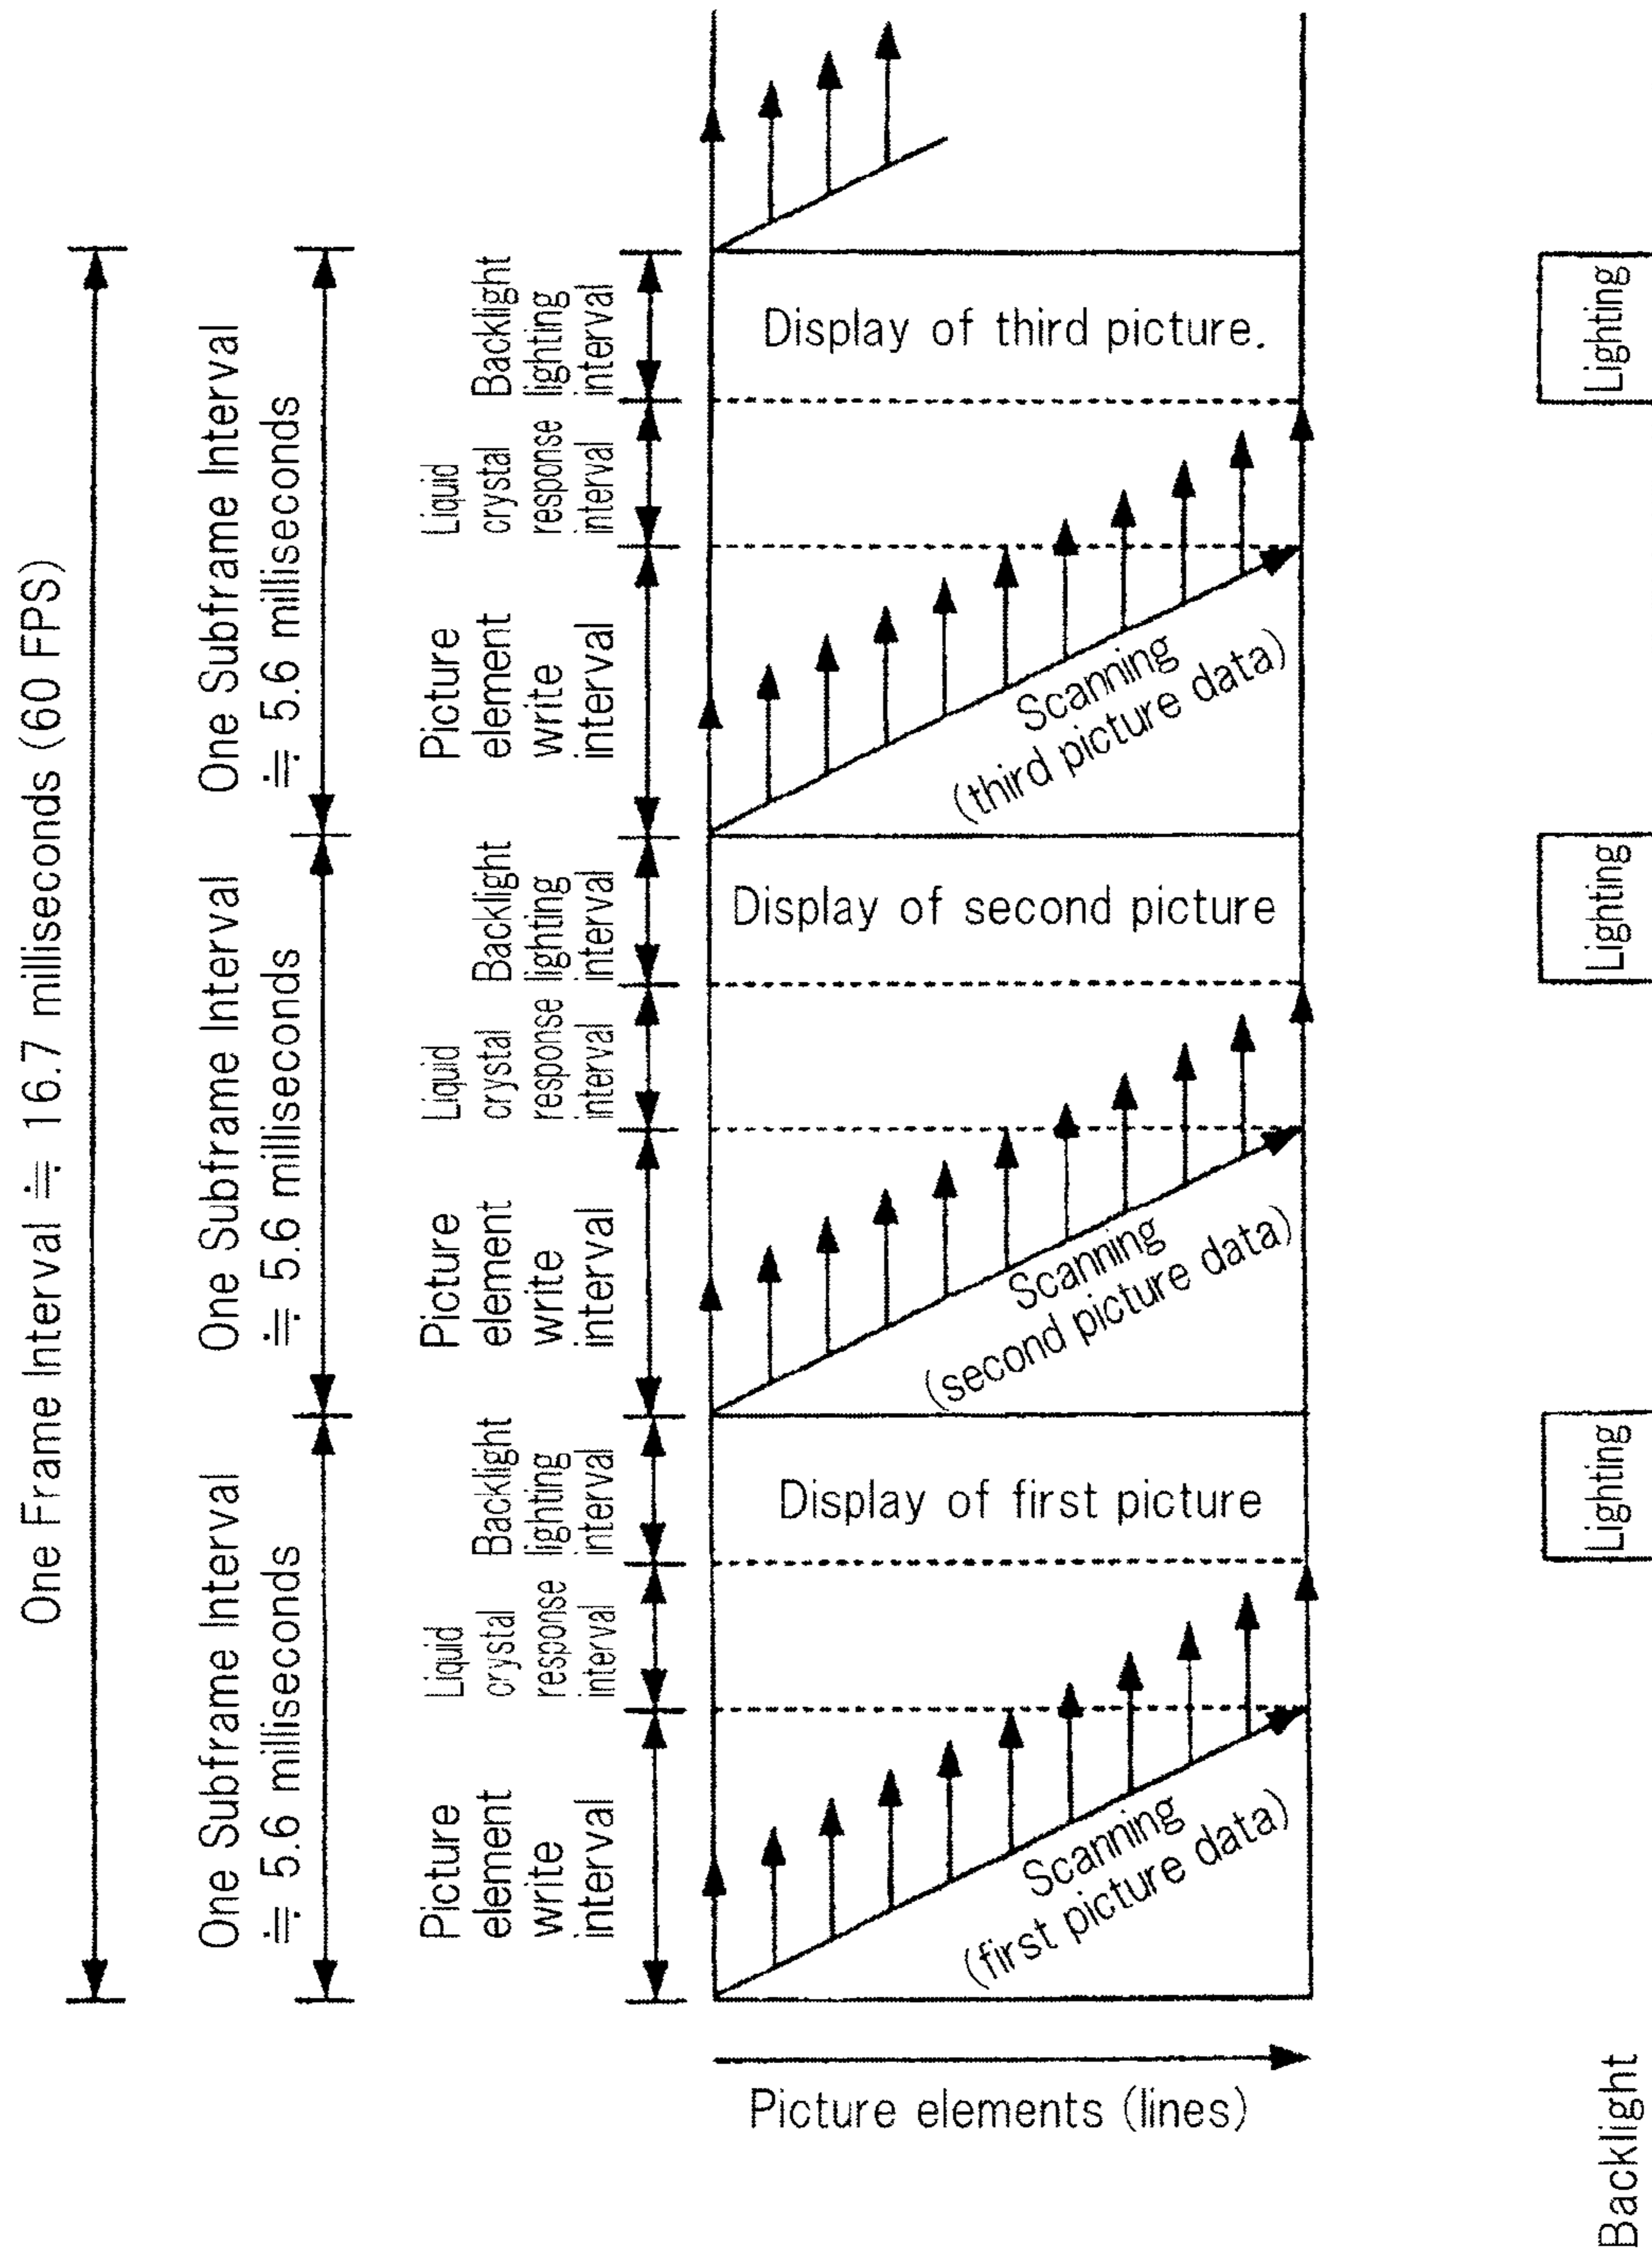 One Frame Interval ≒ 16.7 milliseconds (60 FPS)
One Subframe Interval
≒ 5.6 milliseconds
One Subframe Interval
≒ 5.6 milliseconds
One Subframe Interval
≒ 5.6 milliseconds
Picture
element
write
interval
Liquid
crystal
response
interval
Backlight
lighting
interval
Picture
element
write
interval
Liquid
crystal
response
interval
Backlight
lighting
interval
Picture
element
write
interval
Liquid
crystal
response
interval
Backlight
lighting
interval
Scanning
(first picture data)
Display of first picture
Scanning
(second picture data)
Display of second picture
Scanning
(third picture data)
Display of third picture.
Picture elements (lines)
Backlight
Lighting
Lighting
Lighting